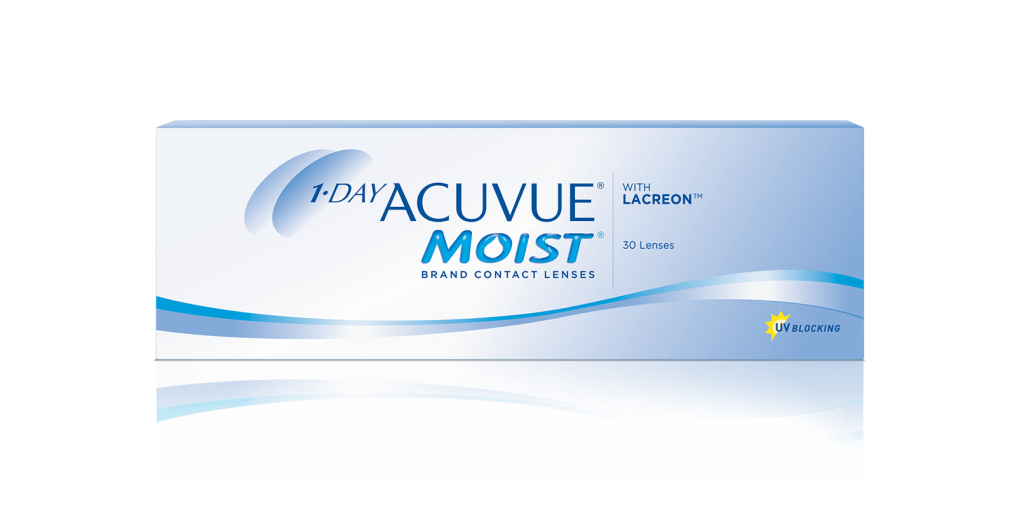 1·DAY ACUVUE®
MOIST®
BRAND CONTACT LENSES
WITH
LACREON™
30 Lenses
UV BLOCKING